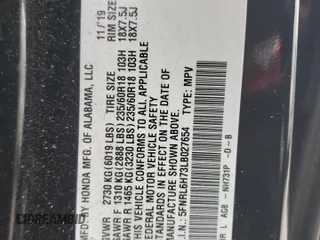 MFD. BY HONDA MFG. OF ALABAMA, LLC 11/19
GVWR 2730 KG(6019 LBS) TIRE SIZE RIM SIZE
GAWR F 1310 KG(2888 LBS) 235/60R18 103H 18X7.5J
GAWR R 1465 KG(3230 LBS) 235/60R18 103H 18X7.5J
THIS VEHICLE CONFORMS TO ALL APPLICABLE
FEDERAL MOTOR VEHICLE SAFETY
STANDARDS IN EFFECT ON THE DATE OF
MANUFACTURE SHOWN ABOVE.
5FNRL6H73LB027654 TYPE: MPV
NH731P -D-B